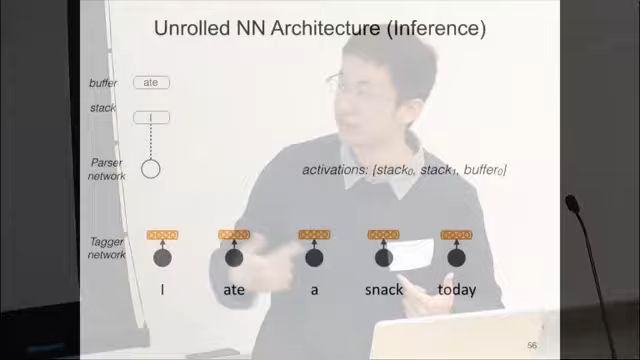 Unrolled NN Architecture (Inference)
buffer ate
stack I
Parser network
activations: [stack₀, stack₁, buffer₀]
Tagger network
I ate a snack today
56